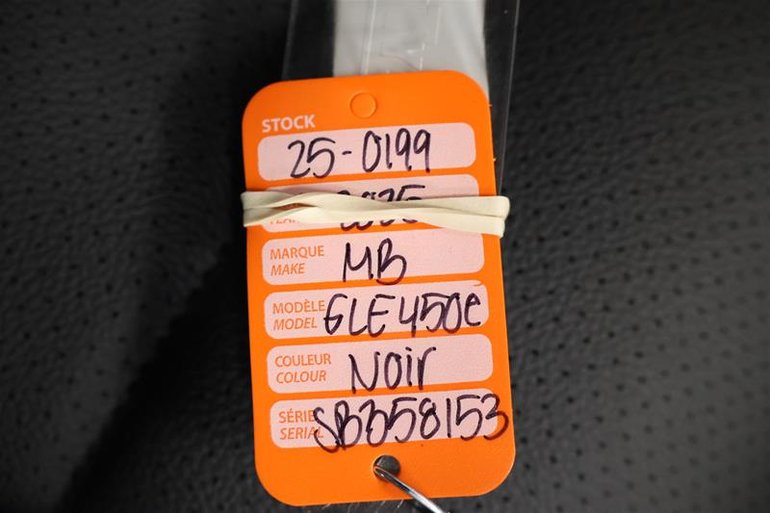 STOCK
25-0199
MARQUE
MAKE
MB
MODÈLE
MODEL
GLE450e
COULEUR
COLOUR
Noir
SÉRIE
SERIAL
SB358153